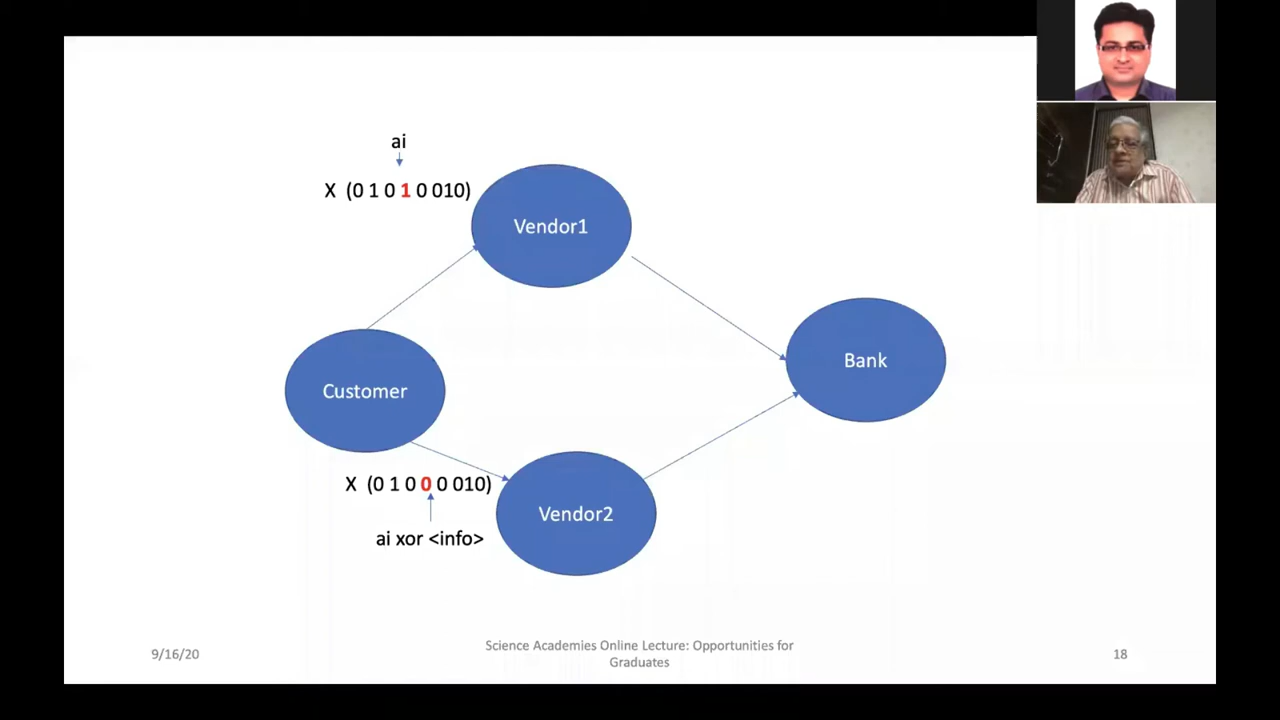 ai
X (0 1 0 1 0 010)
Vendor1
Bank
Customer
X (0 1 0 0 0 010)
Vendor2
ai xor <info>
9/16/20
Science Academies Online Lecture: Opportunities for
Graduates
18